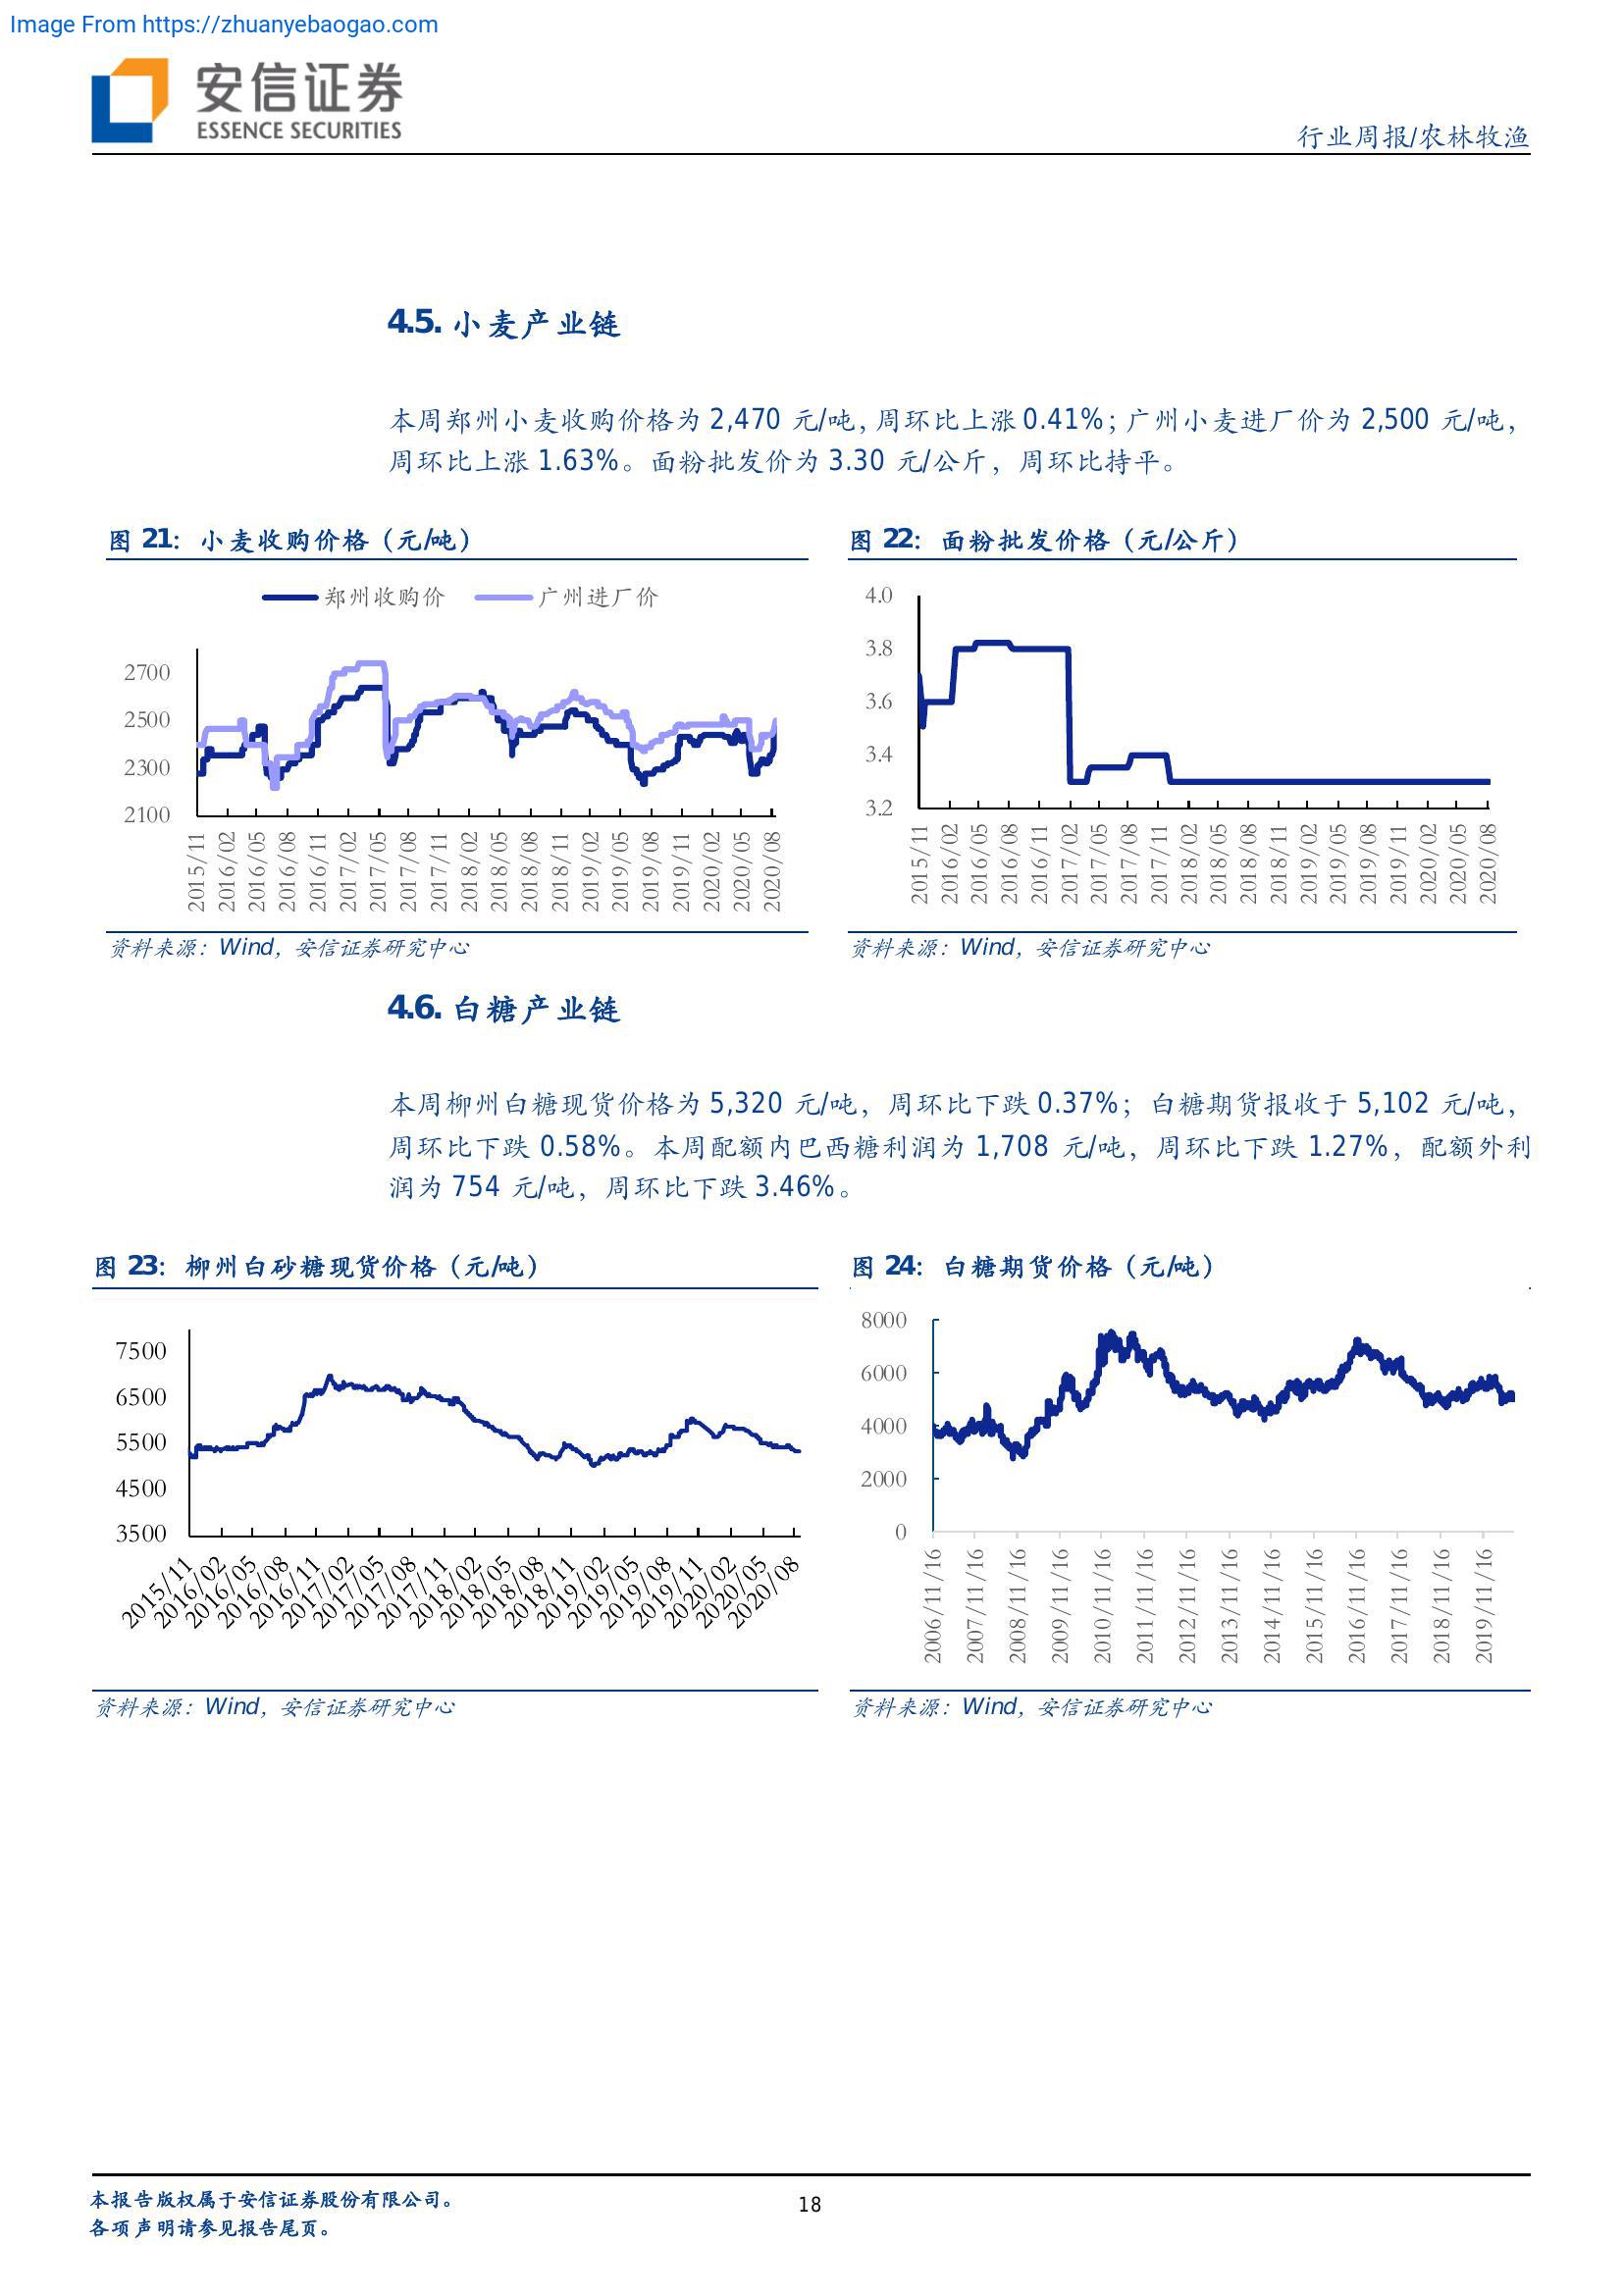 Image From https://zhuanyebaogao.com
安信证券
ESSENCE SECURITIES
行业周报/农林牧渔
4.5. 小麦产业链
本周郑州小麦收购价格为 2,470 元/吨，周环比上涨 0.41%；广州小麦进厂价为 2,500 元/吨，
周环比上涨 1.63%。面粉批发价为 3.30 元/公斤，周环比持平。
图 21：小麦收购价格（元/吨）
郑州收购价 广州进厂价
2700
2500
2300
2100
2015/11 2016/02 2016/05 2016/08 2016/11 2017/02 2017/05 2017/08 2017/11 2018/02 2018/05 2018/08 2018/11 2019/02 2019/05 2019/08 2019/11 2020/02 2020/05 2020/08
资料来源：Wind，安信证券研究中心
图 22：面粉批发价格（元/公斤）
4.0
3.8
3.6
3.4
3.2
2015/11 2016/02 2016/05 2016/08 2016/11 2017/02 2017/05 2017/08 2017/11 2018/02 2018/05 2018/08 2018/11 2019/02 2019/05 2019/08 2019/11 2020/02 2020/05 2020/08
资料来源：Wind，安信证券研究中心
4.6. 白糖产业链
本周柳州白糖现货价格为 5,320 元/吨，周环比下跌 0.37%；白糖期货报收于 5,102 元/吨，
周环比下跌 0.58%。本周配额内巴西糖利润为 1,708 元/吨，周环比下跌 1.27%，配额外利
润为 754 元/吨，周环比下跌 3.46%。
图 23：柳州白砂糖现货价格（元/吨）
7500
6500
5500
4500
3500
2015/11 2016/02 2016/05 2016/08 2016/11 2017/02 2017/05 2017/08 2017/11 2018/02 2018/05 2018/08 2018/11 2019/02 2019/05 2019/08 2019/11 2020/02 2020/05 2020/08
资料来源：Wind，安信证券研究中心
图 24：白糖期货价格（元/吨）
8000
6000
4000
2000
0
2006/11/16 2007/11/16 2008/11/16 2009/11/16 2010/11/16 2011/11/16 2012/11/16 2013/11/16 2014/11/16 2015/11/16 2016/11/16 2017/11/16 2018/11/16 2019/11/16
资料来源：Wind，安信证券研究中心
本报告版权属于安信证券股份有限公司。
各项声明请参见报告尾页。
18